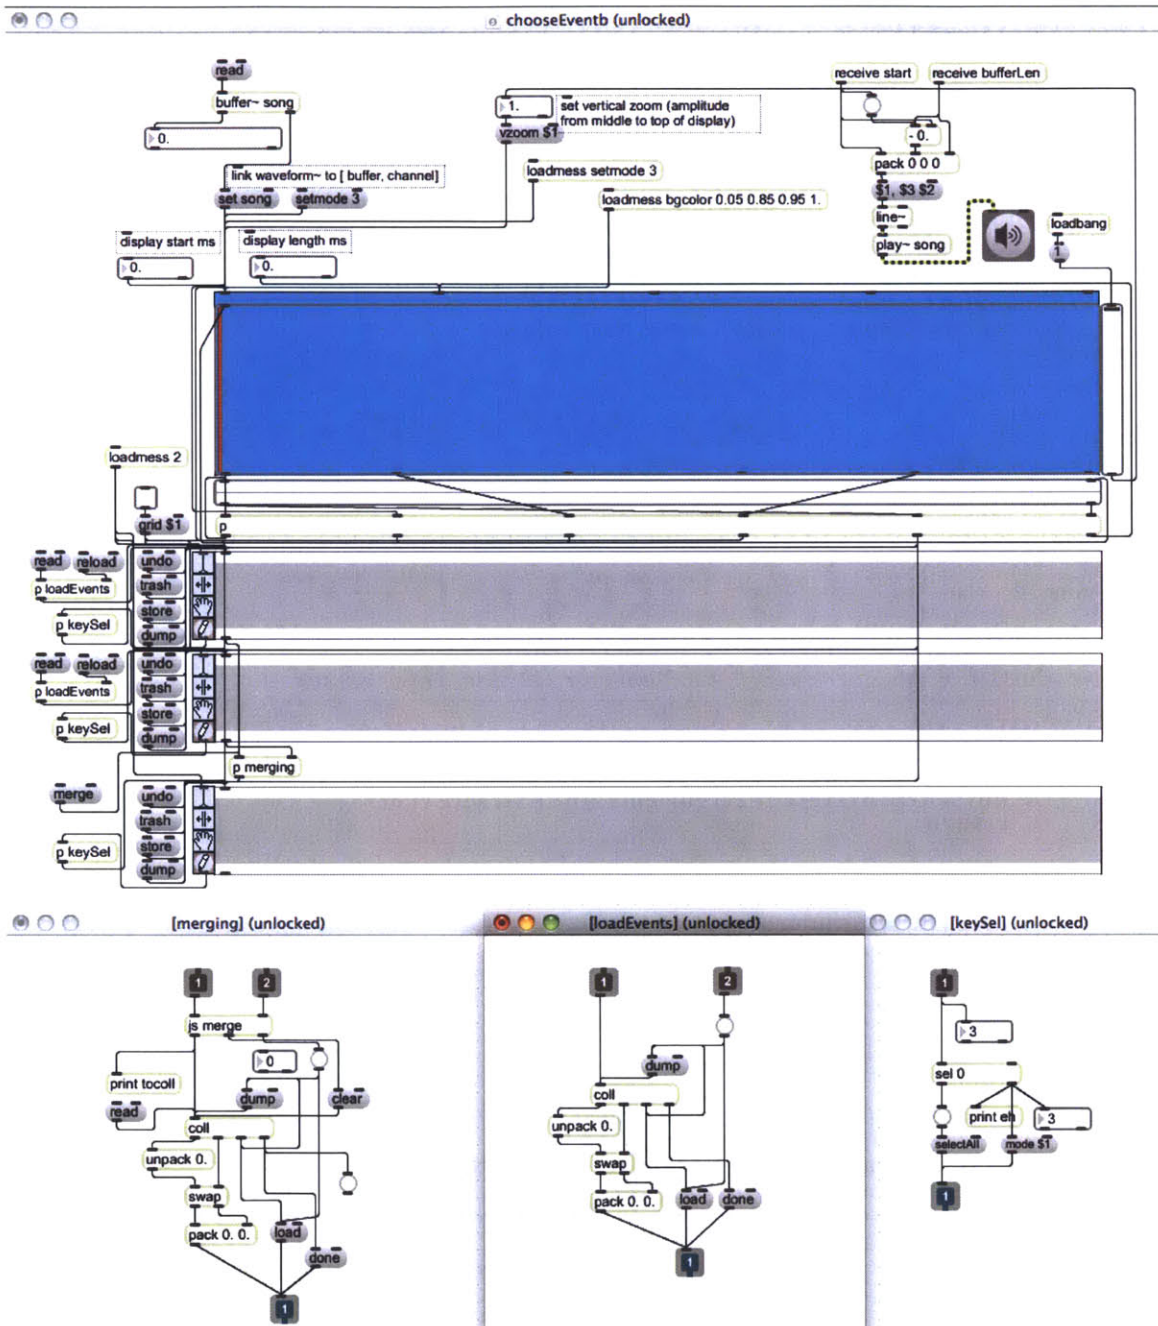 chooseEventb (unlocked)
read
receive start
receive bufferLen
buffer~ song
1.
set vertical zoom (amplitude
from middle to top of display)
0.
vzoom $1
- 0.
link waveform~ to [ buffer, channel]
loadmess setmode 3
pack 0 0 0
set song
setmode 3
loadmess bgcolor 0.05 0.85 0.95 1.
$1, $3 $2
line~
loadbang
display start ms
display length ms
play~ song
1
0.
0.
loadmess 2
grid $1
p
read
reload
undo
p loadEvents
trash
store
p keySel
dump
read
reload
undo
p loadEvents
trash
store
p keySel
dump
p merging
merge
undo
trash
store
p keySel
dump
[merging] (unlocked)
[loadEvents] (unlocked)
[keySel] (unlocked)
1
2
js merge
0
print tocoll
read
dump
clear
coll
unpack 0.
swap
pack 0. 0.
load
done
1
1
2
dump
coll
unpack 0.
swap
pack 0. 0.
load
done
1
1
3
sel 0
print eh
3
selectAll
mode $1
1